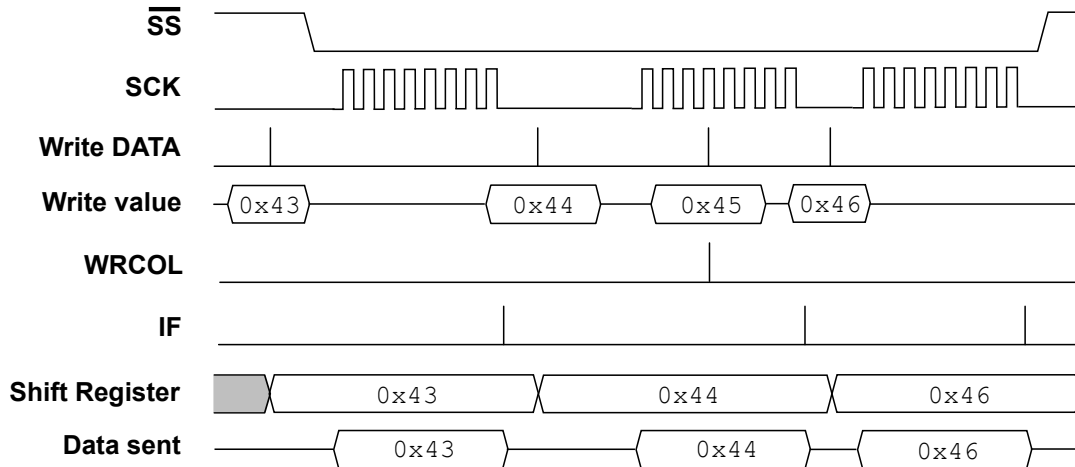 SS
SCK
Write DATA
Write value 0x43 0x44 0x45 0x46
WRCOL
IF
Shift Register 0x43 0x44 0x46
Data sent 0x43 0x44 0x46